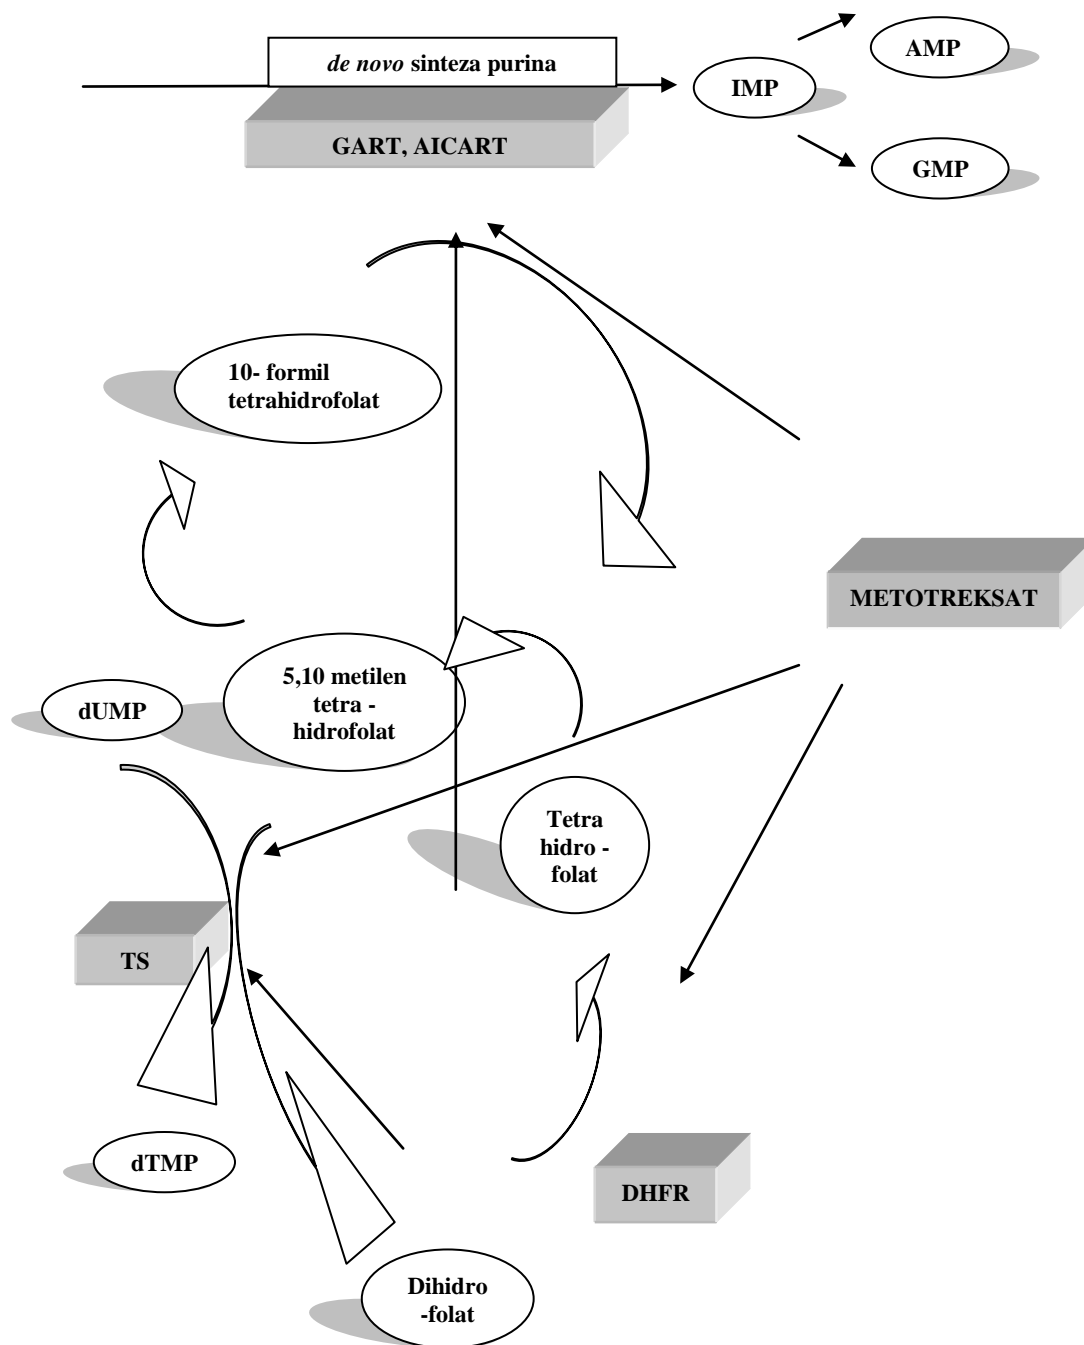 de novo sinteza purina
GART, AICART
IMP
AMP
GMP
10- formil
tetrahidrofolat
METOTREKSAT
5,10 metilen
tetra -
hidrofolat
dUMP
Tetra
hidro -
folat
TS
dTMP
DHFR
Dihidro
-folat